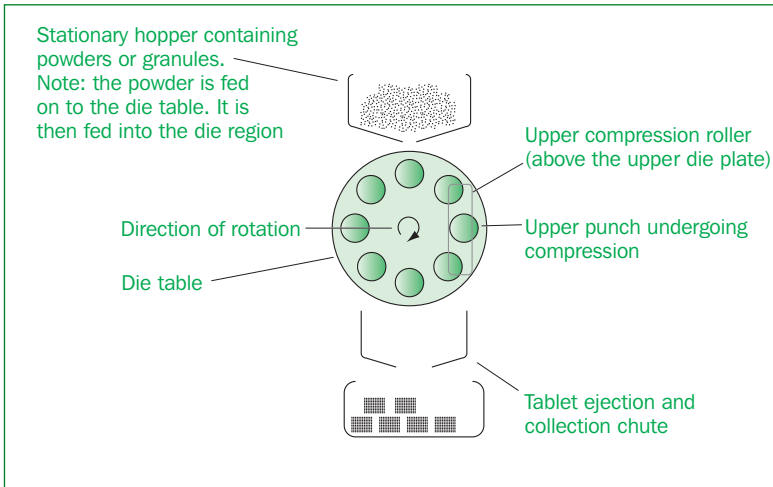 Stationary hopper containing
powders or granules.
Note: the powder is fed
on to the die table. It is
then fed into the die region
Upper compression roller
(above the upper die plate)
Direction of rotation
Upper punch undergoing
compression
Die table
Tablet ejection and
collection chute